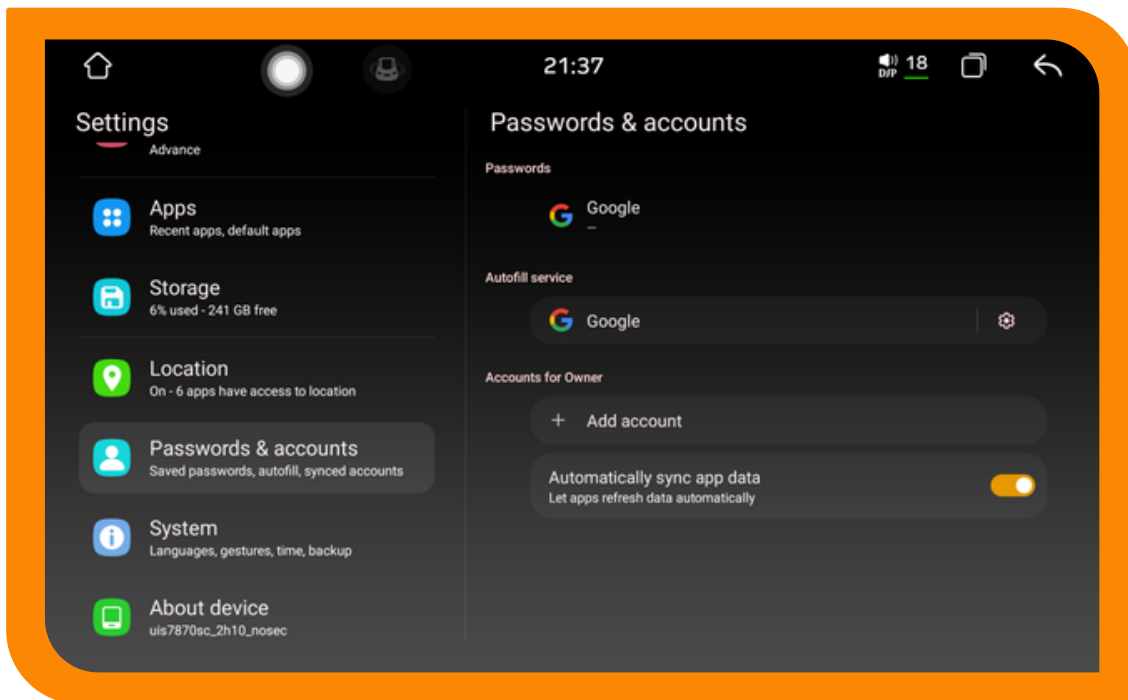 21:37
D/P 18
Settings
Advance
Apps
Recent apps, default apps
Storage
6% used - 241 GB free
Location
On - 6 apps have access to location
Passwords & accounts
Saved passwords, autofill, synced accounts
System
Languages, gestures, time, backup
About device
uis7870sc_2h10_nosec
Passwords & accounts
Passwords
Google
–
Autofill service
Google
Accounts for Owner
+ Add account
Automatically sync app data
Let apps refresh data automatically